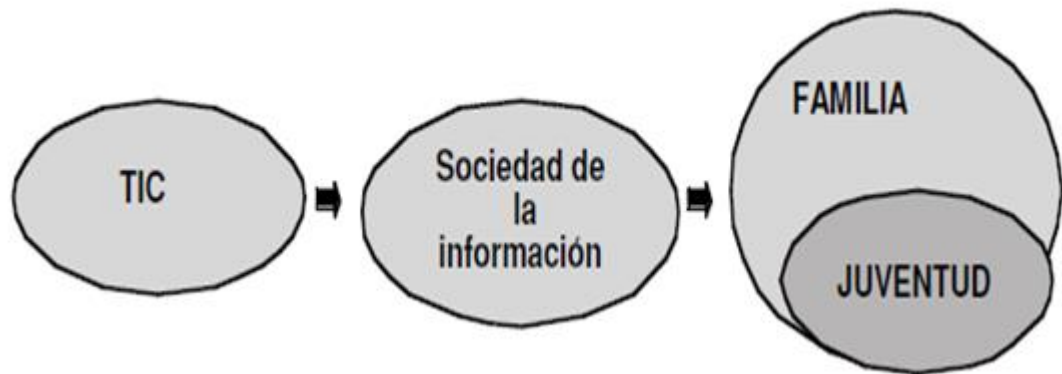 TIC
Sociedad de
la
información
FAMILIA
JUVENTUD